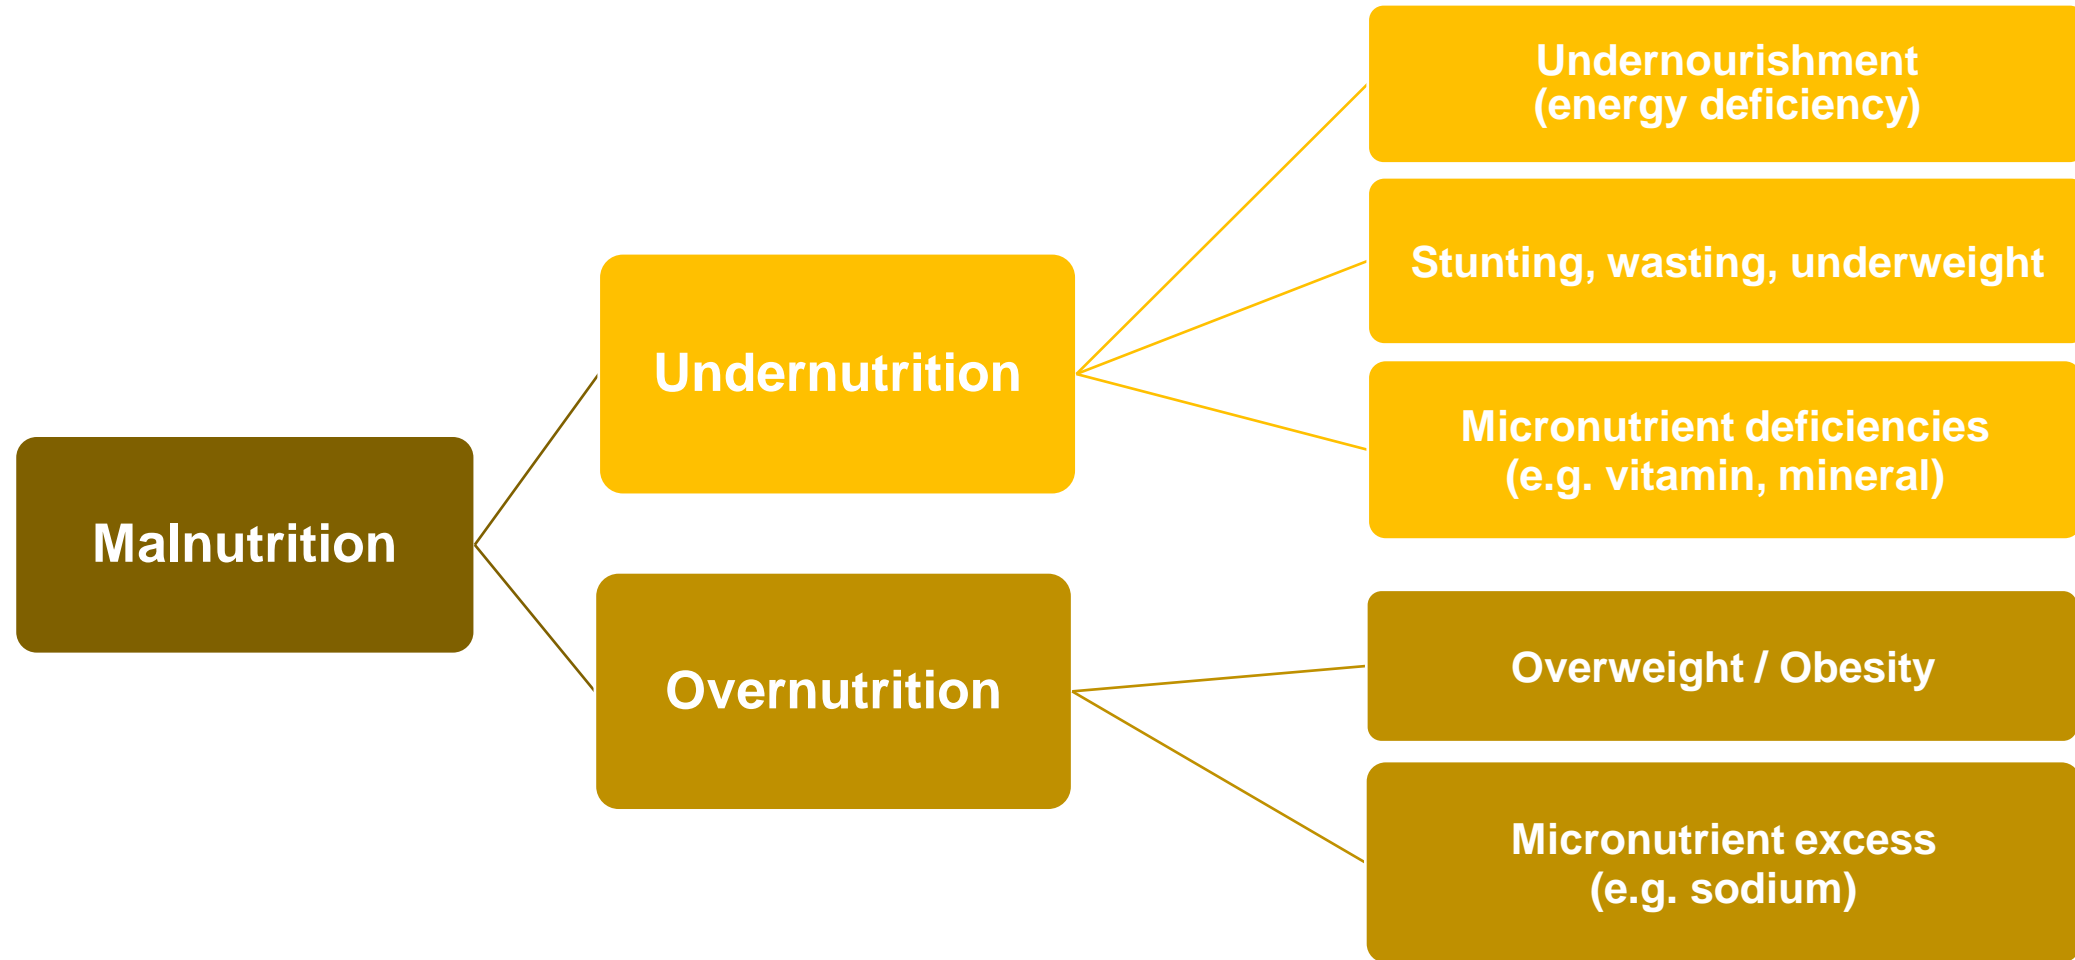 Undernourishment
(energy deficiency)
Stunting, wasting, underweight
Undernutrition
Micronutrient deficiencies
(e.g. vitamin, mineral)
Malnutrition
Overnutrition
Overweight / Obesity
Micronutrient excess
(e.g. sodium)